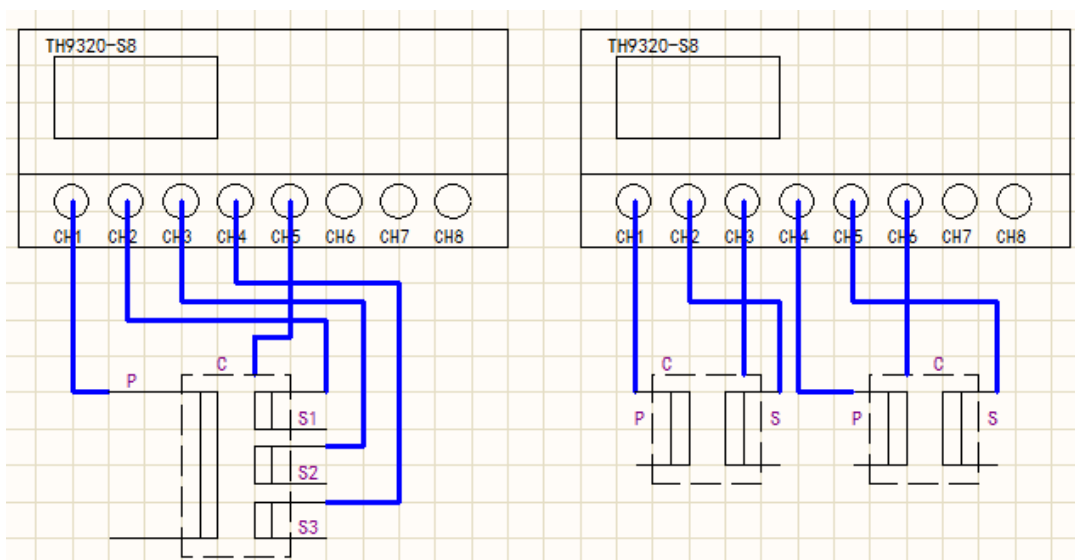 TH9320-S8
CH1 CH2 CH3 CH4 CH5 CH6 CH7 CH8
C
P
S1
S2
S3
TH9320-S8
CH1 CH2 CH3 CH4 CH5 CH6 CH7 CH8
C C
P S P S